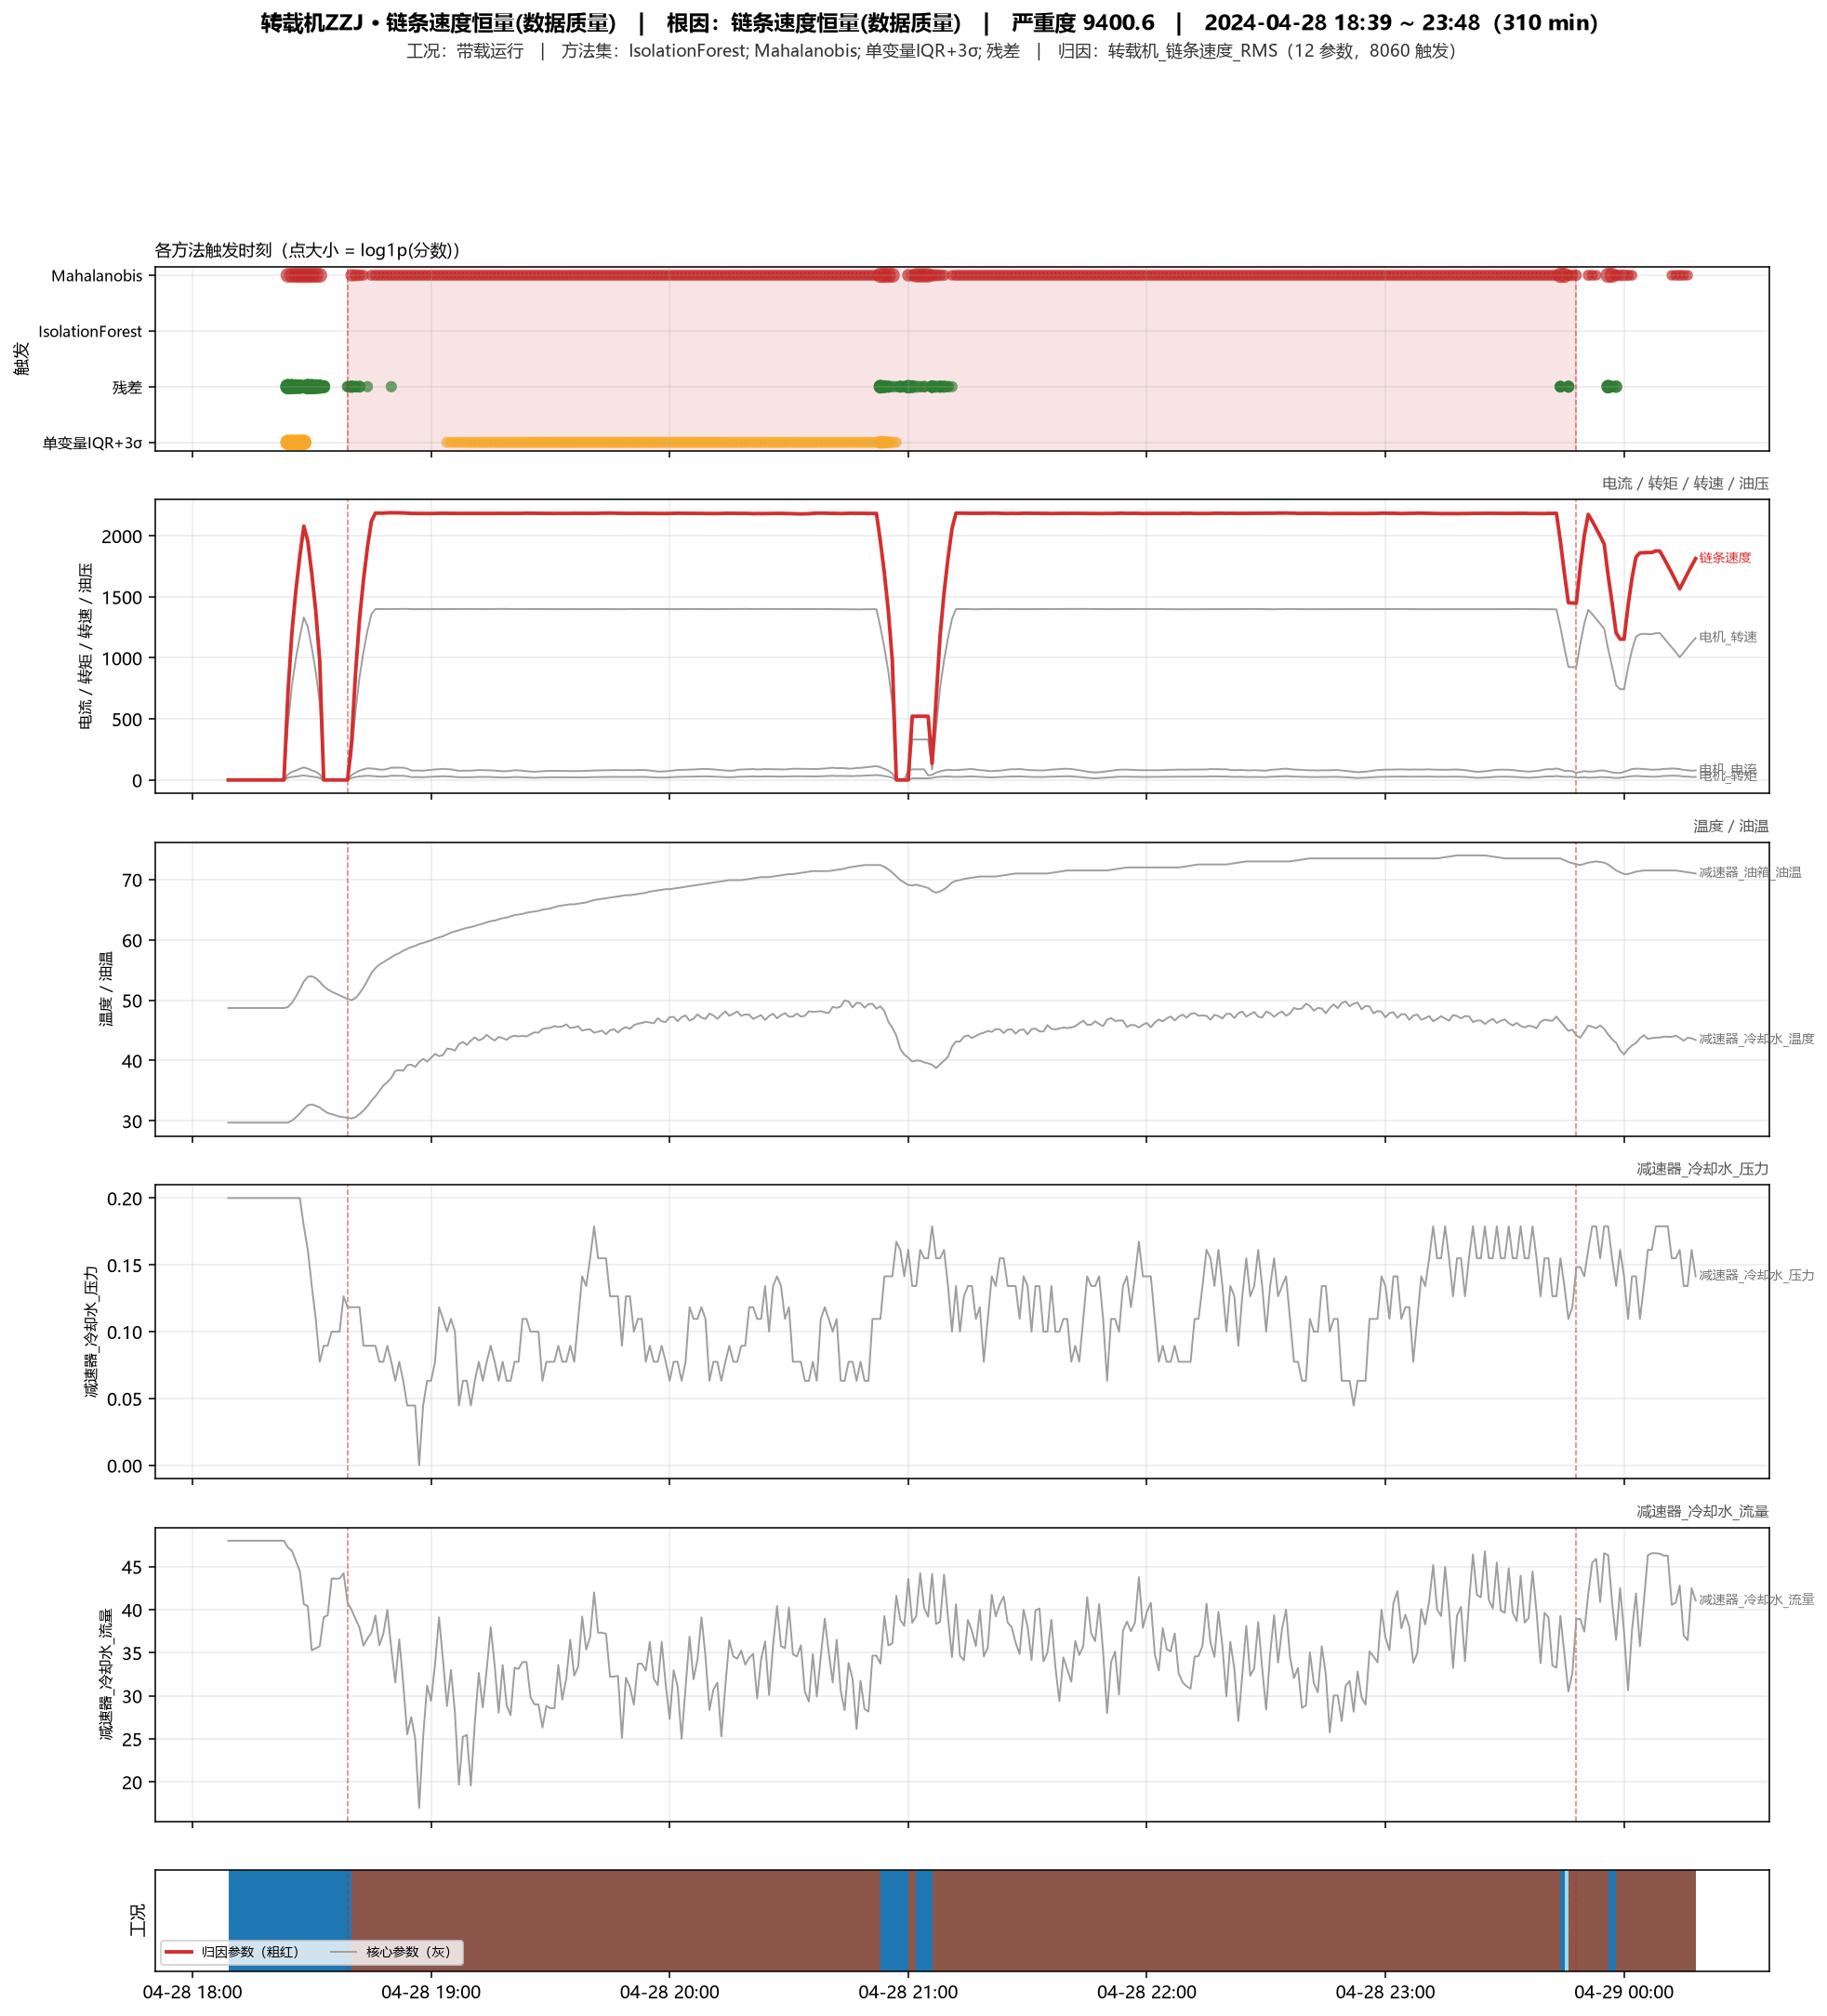 转载机ZZJ • 链条速度恒量(数据质量) | 根因：链条速度恒量(数据质量) | 严重度 9400.6 | 2024-04-28 18:39 ~ 23:48（310 min）
工况：带载运行 | 方法集：IsolationForest; Mahalanobis; 单变量IQR+3σ; 残差 | 归因：转载机_链条速度_RMS（12 参数，8060 触发）
各方法触发时刻（点大小 = log1p(分数)）
触发
Mahalanobis
IsolationForest
残差
单变量IQR+3σ
电流 / 转矩 / 转速 / 油压
电流 / 转矩 / 转速 / 油压
2000
1500
1000
500
0
链条速度
电机_转速
电机_电流
电机_转矩
温度 / 油温
温度 / 油温
70
60
50
40
30
减速器_油箱_油温
减速器_冷却水_温度
减速器_冷却水_压力
减速器_冷却水_压力
0.20
0.15
0.10
0.05
0.00
减速器_冷却水_压力
减速器_冷却水_流量
减速器_冷却水_流量
45
40
35
30
25
20
减速器_冷却水_流量
工况
归因参数（粗红） 核心参数（灰）
04-28 18:00 04-28 19:00 04-28 20:00 04-28 21:00 04-28 22:00 04-28 23:00 04-29 00:00